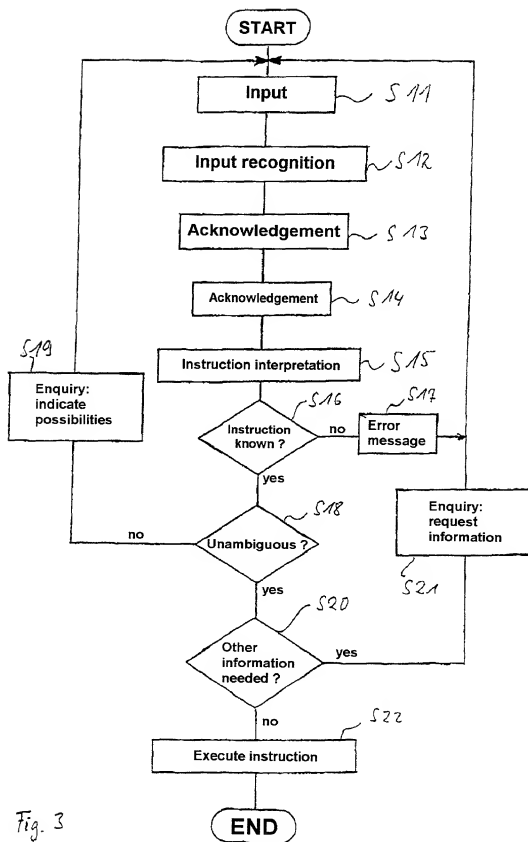 START
Input
S11
Input recognition
S12
Acknowledgement
S13
Acknowledgement
S14
Instruction interpretation
S15
S19
Enquiry:
indicate
possibilities
S16
Instruction
known ?
no
S17
Error
message
yes
Enquiry:
request
information
S21
S18
no
Unambiguous ?
yes
S20
Other
information
needed ?
yes
no
S22
Execute instruction
END
Fig. 3